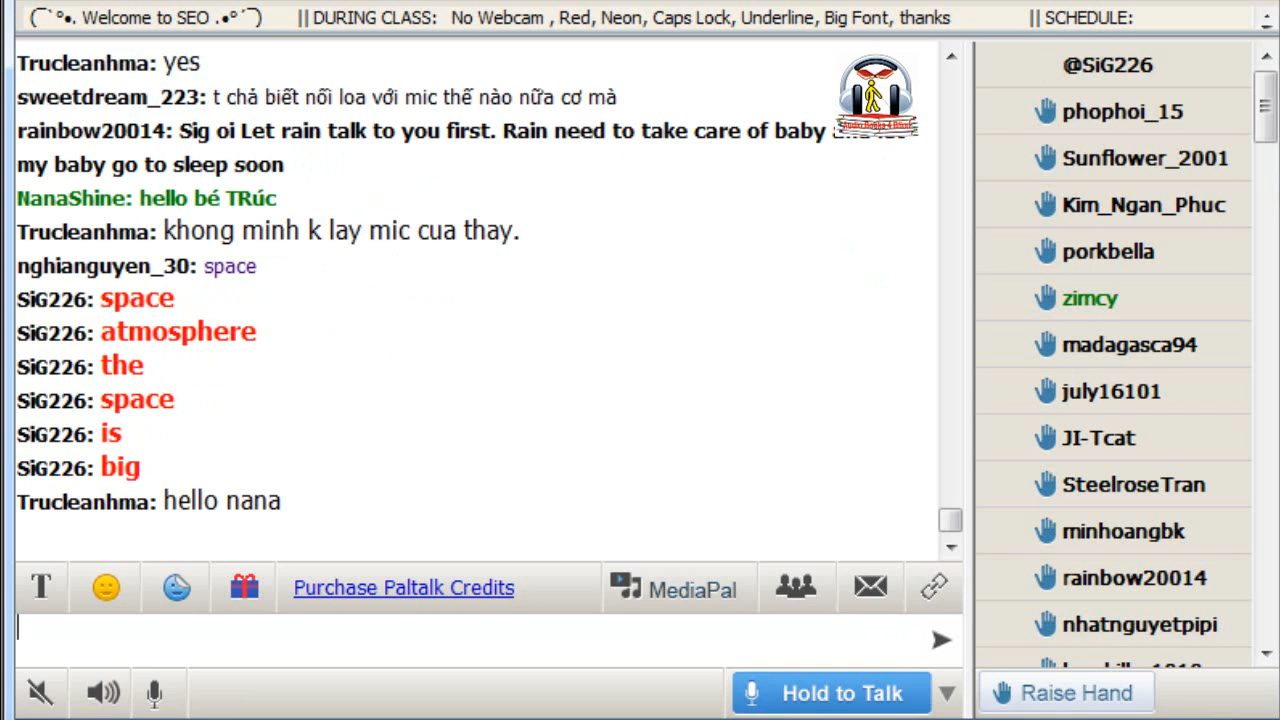 (¯`°•. Welcome to SEO .•°´¯) || DURING CLASS: No Webcam , Red, Neon, Caps Lock, Underline, Big Font, thanks || SCHEDULE:
Trucleanhma: yes
sweetdream_223: t chả biết nối loa với mic thế nào nữa cơ mà
rainbow20014: Sig oi Let rain talk to you first. Rain need to take care of baby
my baby go to sleep soon
NanaShine: hello bé TRúc
Trucleanhma: khong minh k lay mic cua thay.
nghianguyen_30: space
SiG226: space
SiG226: atmosphere
SiG226: the
SiG226: space
SiG226: is
SiG226: big
Trucleanhma: hello nana
T
Purchase Paltalk Credits
MediaPal
Hold to Talk
@SiG226
phophoi_15
Sunflower_2001
Kim_Ngan_Phuc
porkbella
zimcy
madagasca94
july16101
JI-Tcat
SteelroseTran
minhoangbk
rainbow20014
nhatnguyetpipi
Raise Hand